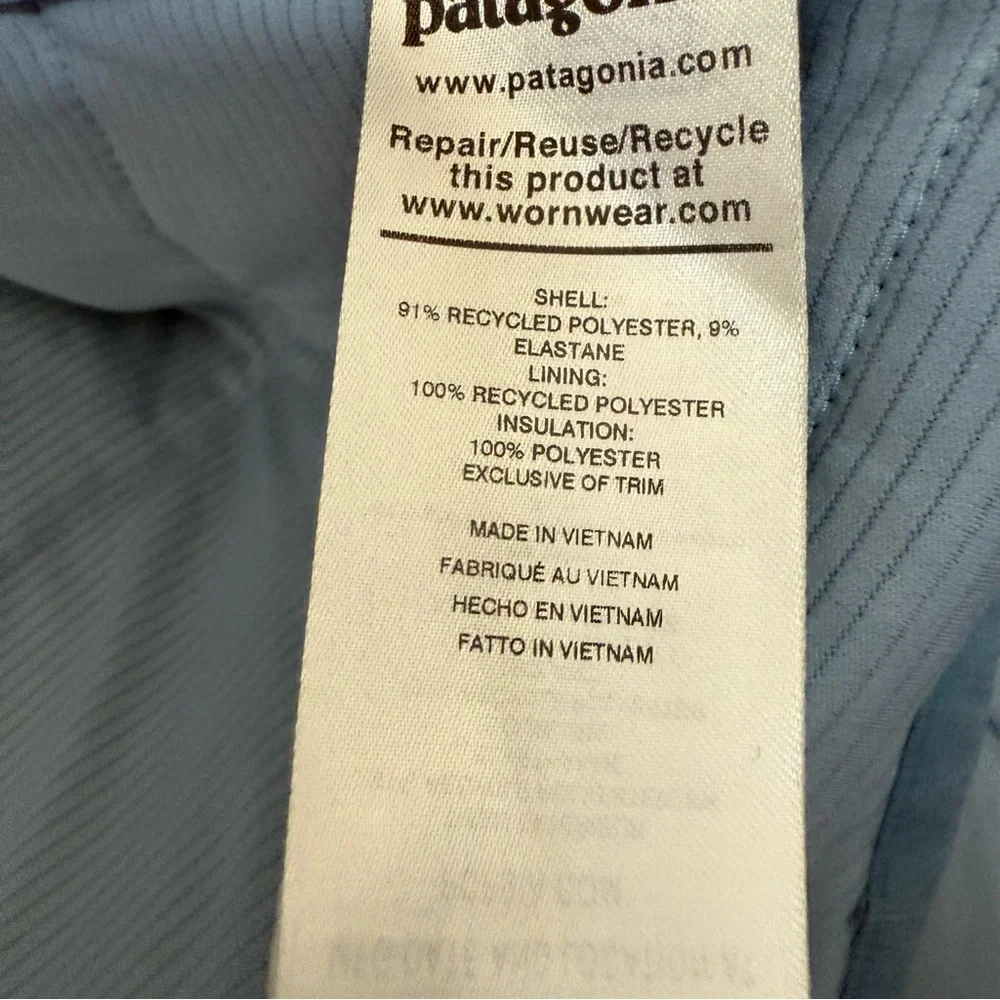 patagonia
www.patagonia.com
Repair/Reuse/Recycle
this product at
www.wornwear.com
SHELL:
91% RECYCLED POLYESTER, 9%
ELASTANE
LINING:
100% RECYCLED POLYESTER
INSULATION:
100% POLYESTER
EXCLUSIVE OF TRIM
MADE IN VIETNAM
FABRIQUÉ AU VIETNAM
HECHO EN VIETNAM
FATTO IN VIETNAM